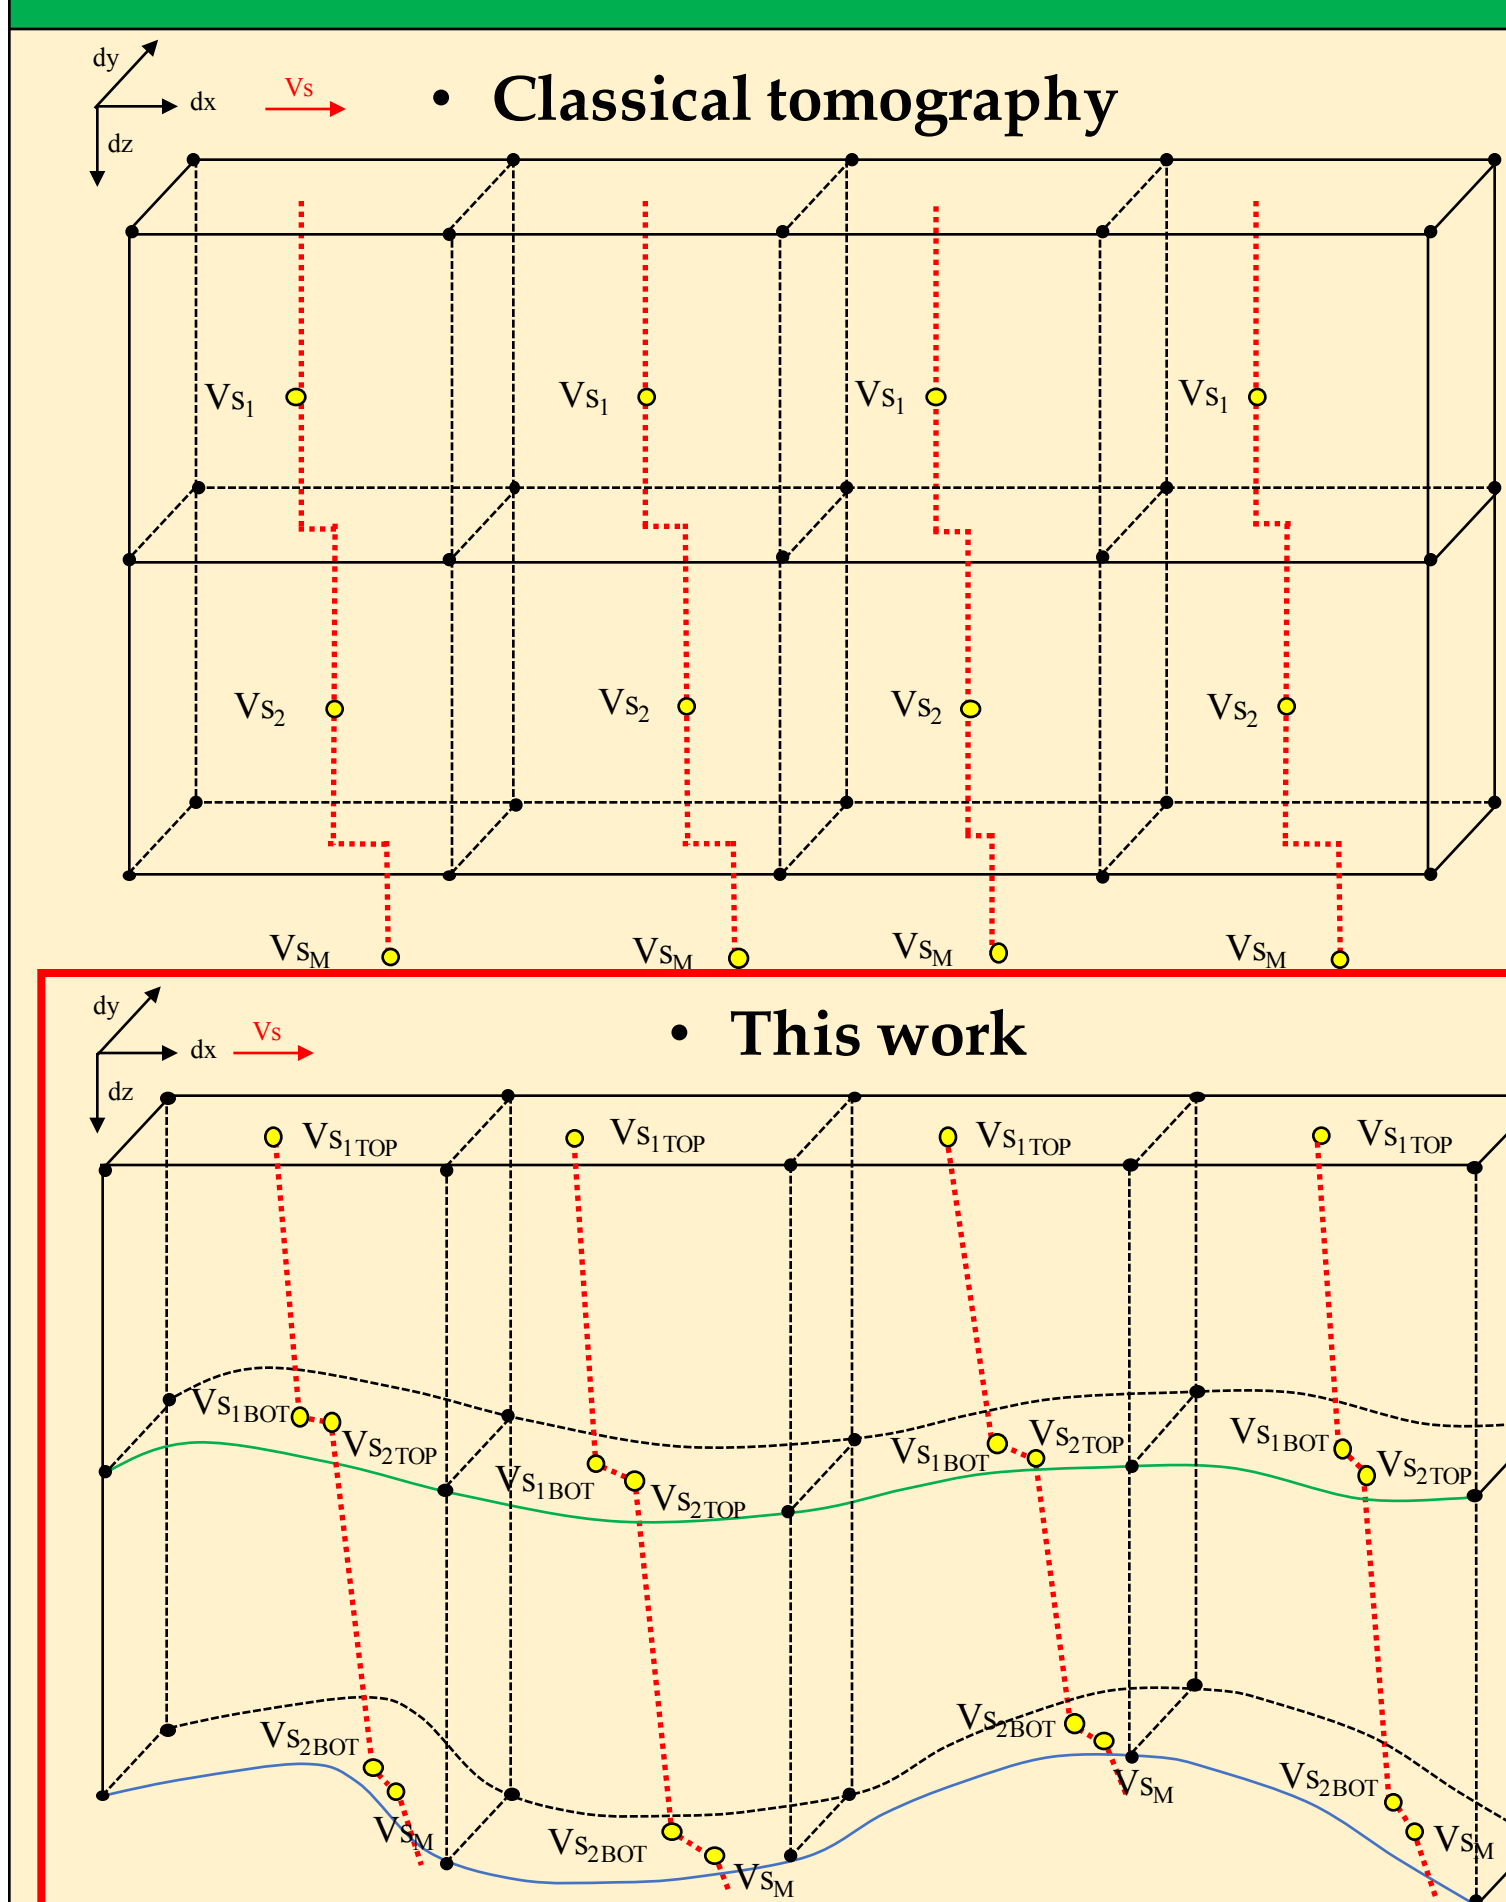 dy
• Classical tomography
Vs
dx
dz
Vs1 Vs1 Vs1 Vs1
Vs2 Vs2 Vs2 Vs2
VsM VsM VsM VsM
dy
• This work
Vs
dx
dz
Vs1TOP Vs1TOP Vs1TOP Vs1TOP
Vs1BOT Vs2TOP Vs1BOT Vs2TOP Vs1BOT Vs2TOP Vs1BOT Vs2TOP
Vs2BOT VsM Vs2BOT VsM Vs2BOT VsM Vs2BOT VsM